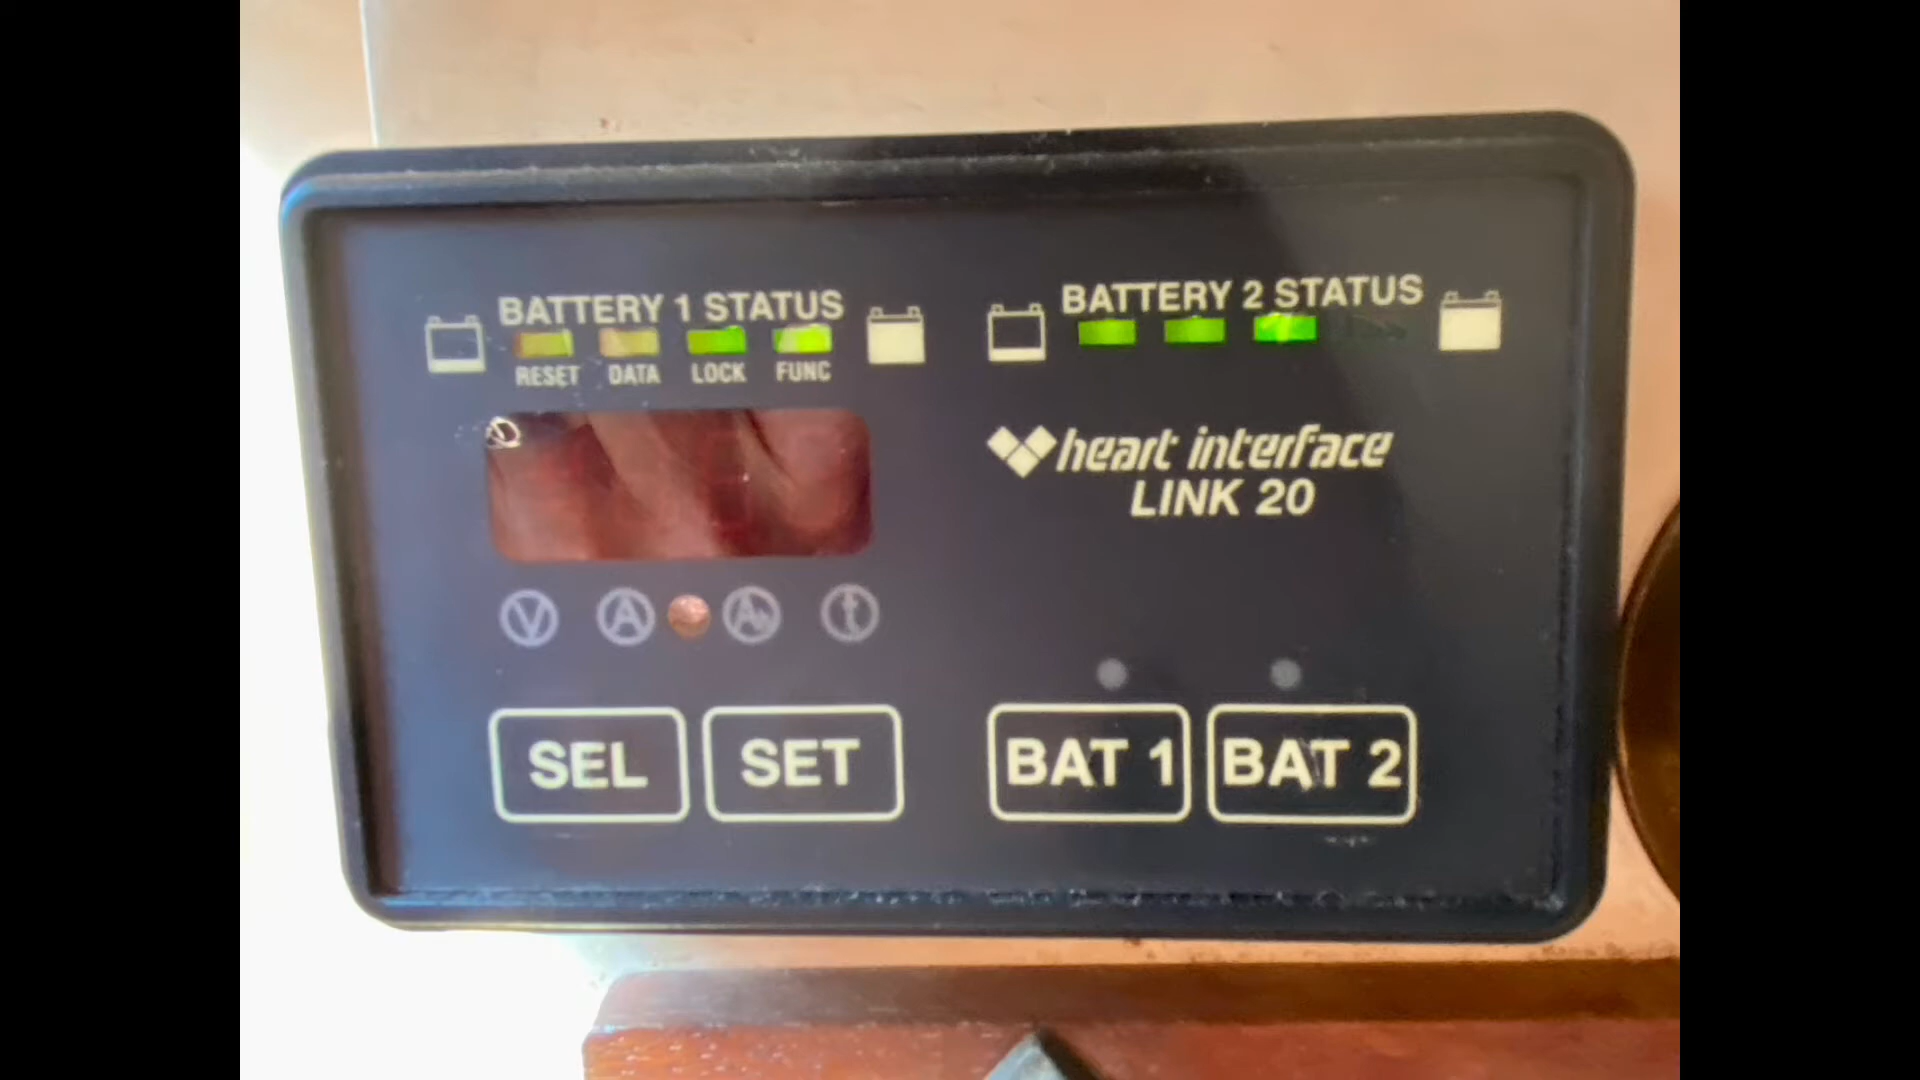 BATTERY 1 STATUS
RESET DATA LOCK FUNC
BATTERY 2 STATUS
heart interface
LINK 20
V A Ah t
SEL SET BAT 1 BAT 2